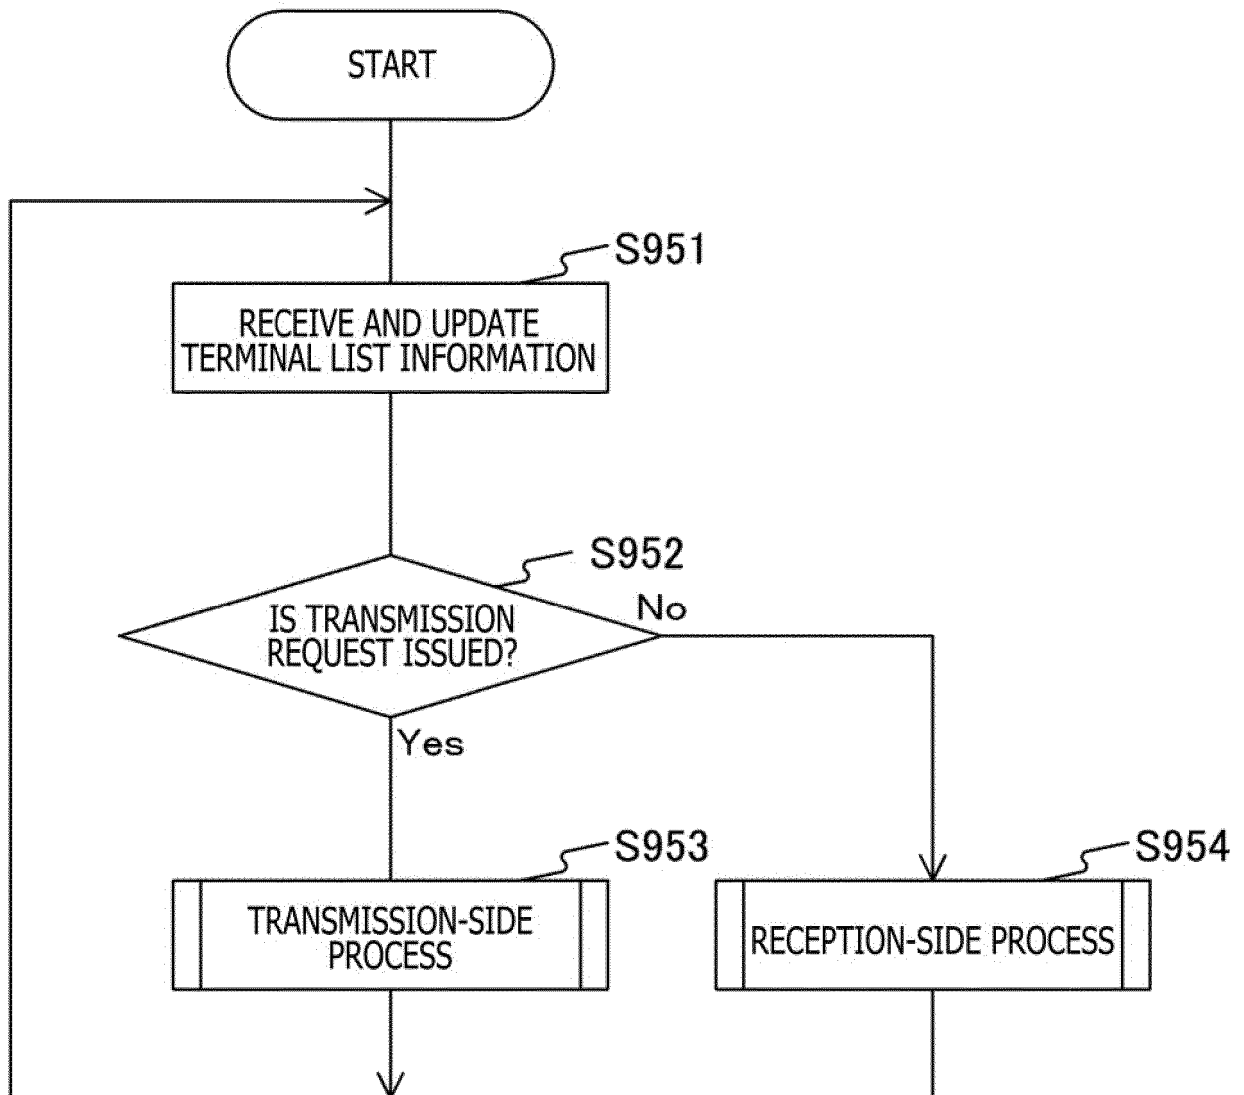 START
S951
RECEIVE AND UPDATE
TERMINAL LIST INFORMATION
S952
IS TRANSMISSION
REQUEST ISSUED?
No
Yes
S953
TRANSMISSION-SIDE
PROCESS
S954
RECEPTION-SIDE PROCESS